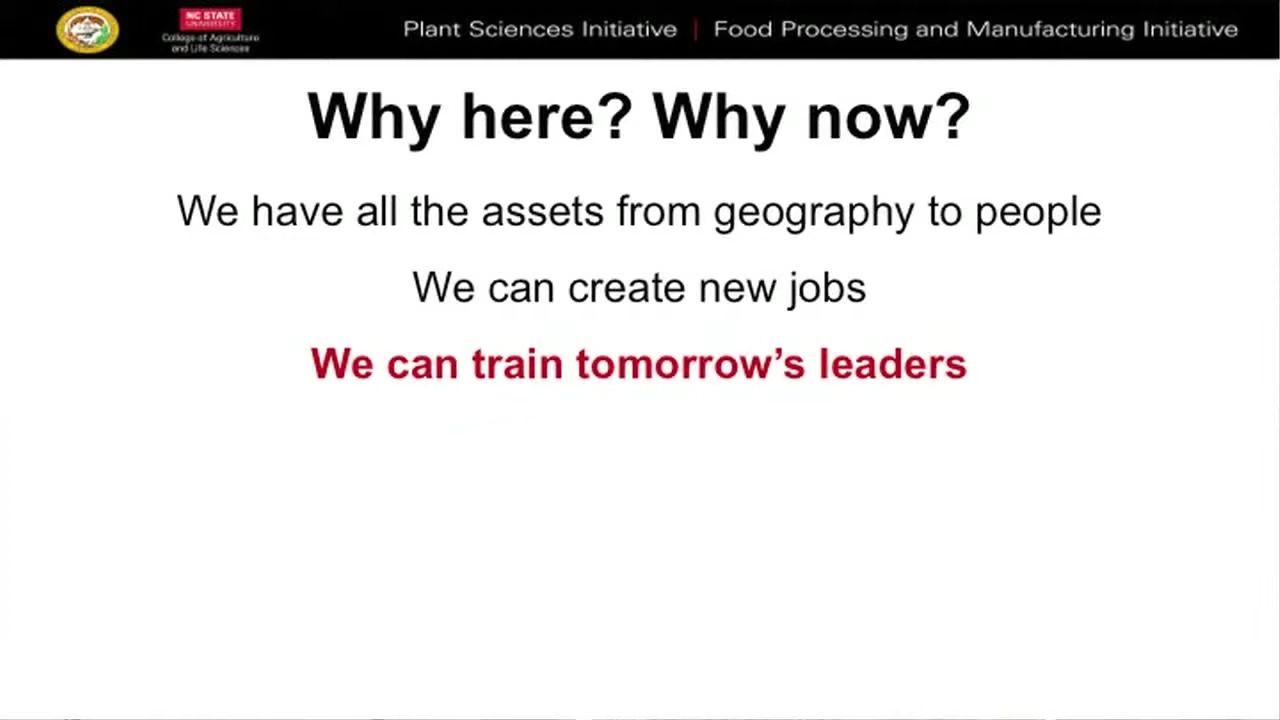 NC STATE
UNIVERSITY
College of Agriculture
and Life Sciences
Plant Sciences Initiative | Food Processing and Manufacturing Initiative
Why here? Why now?
We have all the assets from geography to people
We can create new jobs
We can train tomorrow’s leaders